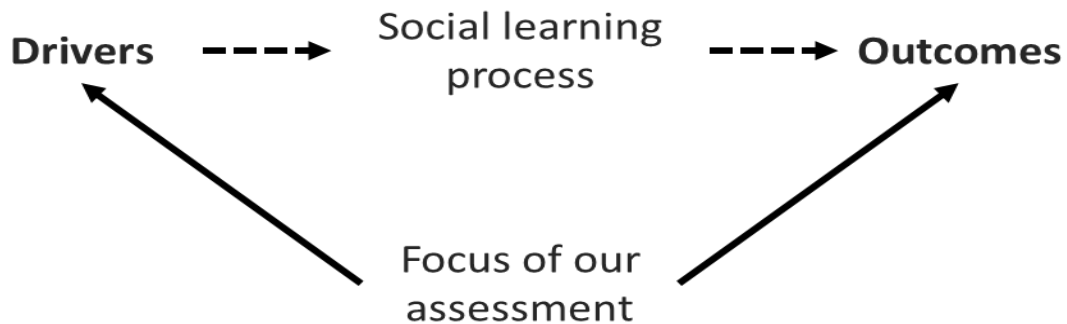 Drivers
Social learning
process
Outcomes
Focus of our
assessment